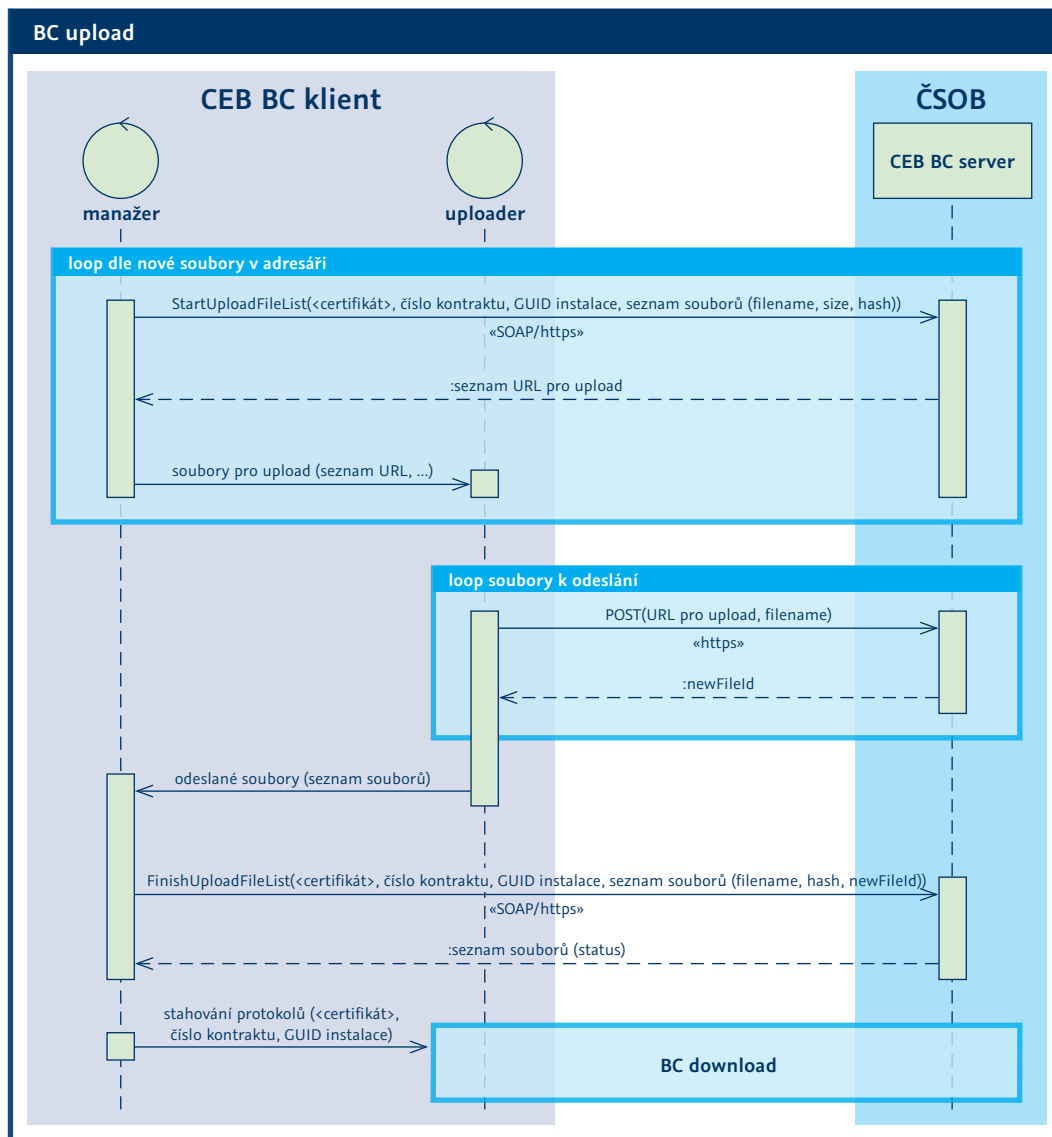 BC upload
CEB BC klient
ČSOB
CEB BC server
manažer
uploader
loop dle nové soubory v adresáři
StartUploadFileList(<certifikát>, číslo kontraktu, GUID instalace, seznam souborů (filename, size, hash))
«SOAP/https»
:seznam URL pro upload
soubory pro upload (seznam URL, ...)
loop soubory k odeslání
POST(URL pro upload, filename)
«https»
:newFileId
odeslané soubory (seznam souborů)
FinishUploadFileList(<certifikát>, číslo kontraktu, GUID instalace, seznam souborů (filename, hash, newFileId))
«SOAP/https»
:seznam souborů (status)
stahování protokolů (<certifikát>,
číslo kontraktu, GUID instalace)
BC download